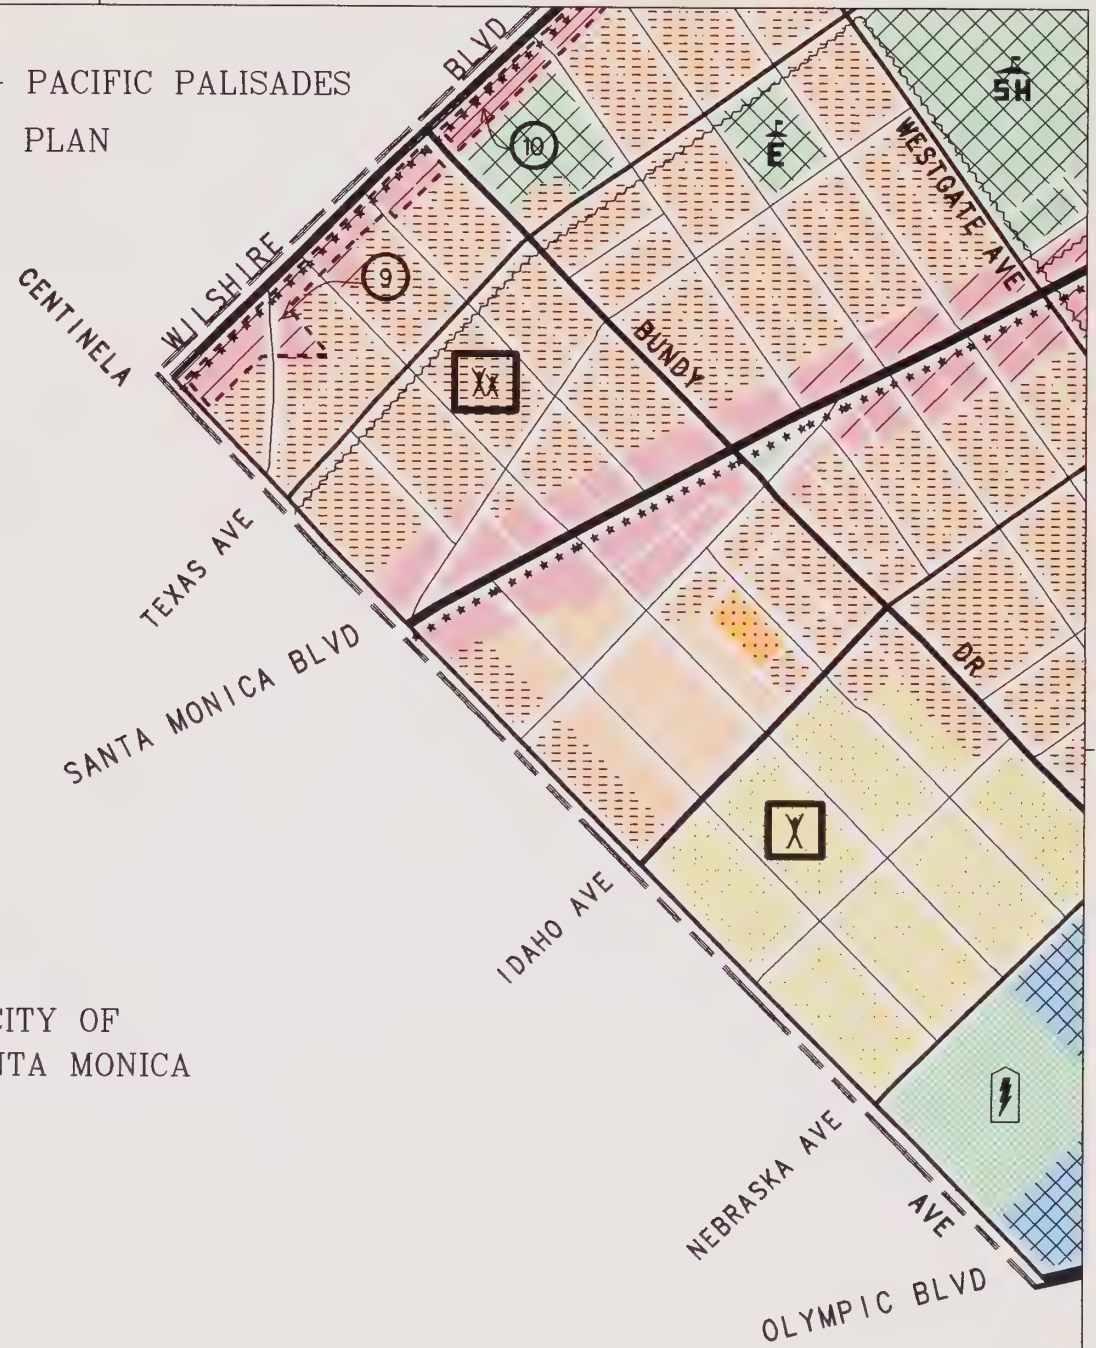 PACIFIC PALISADES
PLAN
WILSHIRE BLVD
10
9
E
SH
WESTGATE AVE
CENTINELA
BUNDY
TEXAS AVE
SANTA MONICA BLVD
DR
IDAHO AVE
CITY OF
NTA MONICA
NEBRASKA AVE
AVE
OLYMPIC BLVD